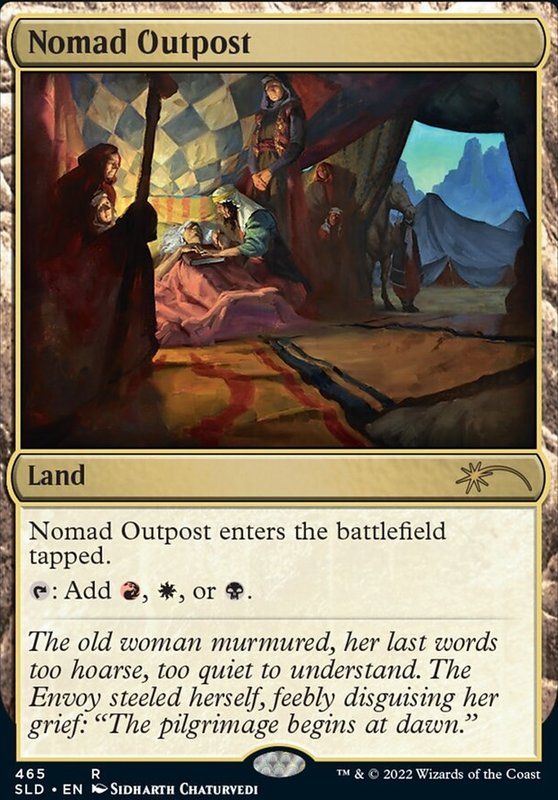 Nomad Outpost
Land
Nomad Outpost enters the battlefield
tapped.
: Add , , or .
The old woman murmured, her last words
too hoarse, too quiet to understand. The
Envoy steeled herself, feebly disguising her
grief: “The pilgrimage begins at dawn.”
465 R
SLD • EN Sidharth Chaturvedi
™ & © 2022 Wizards of the Coast